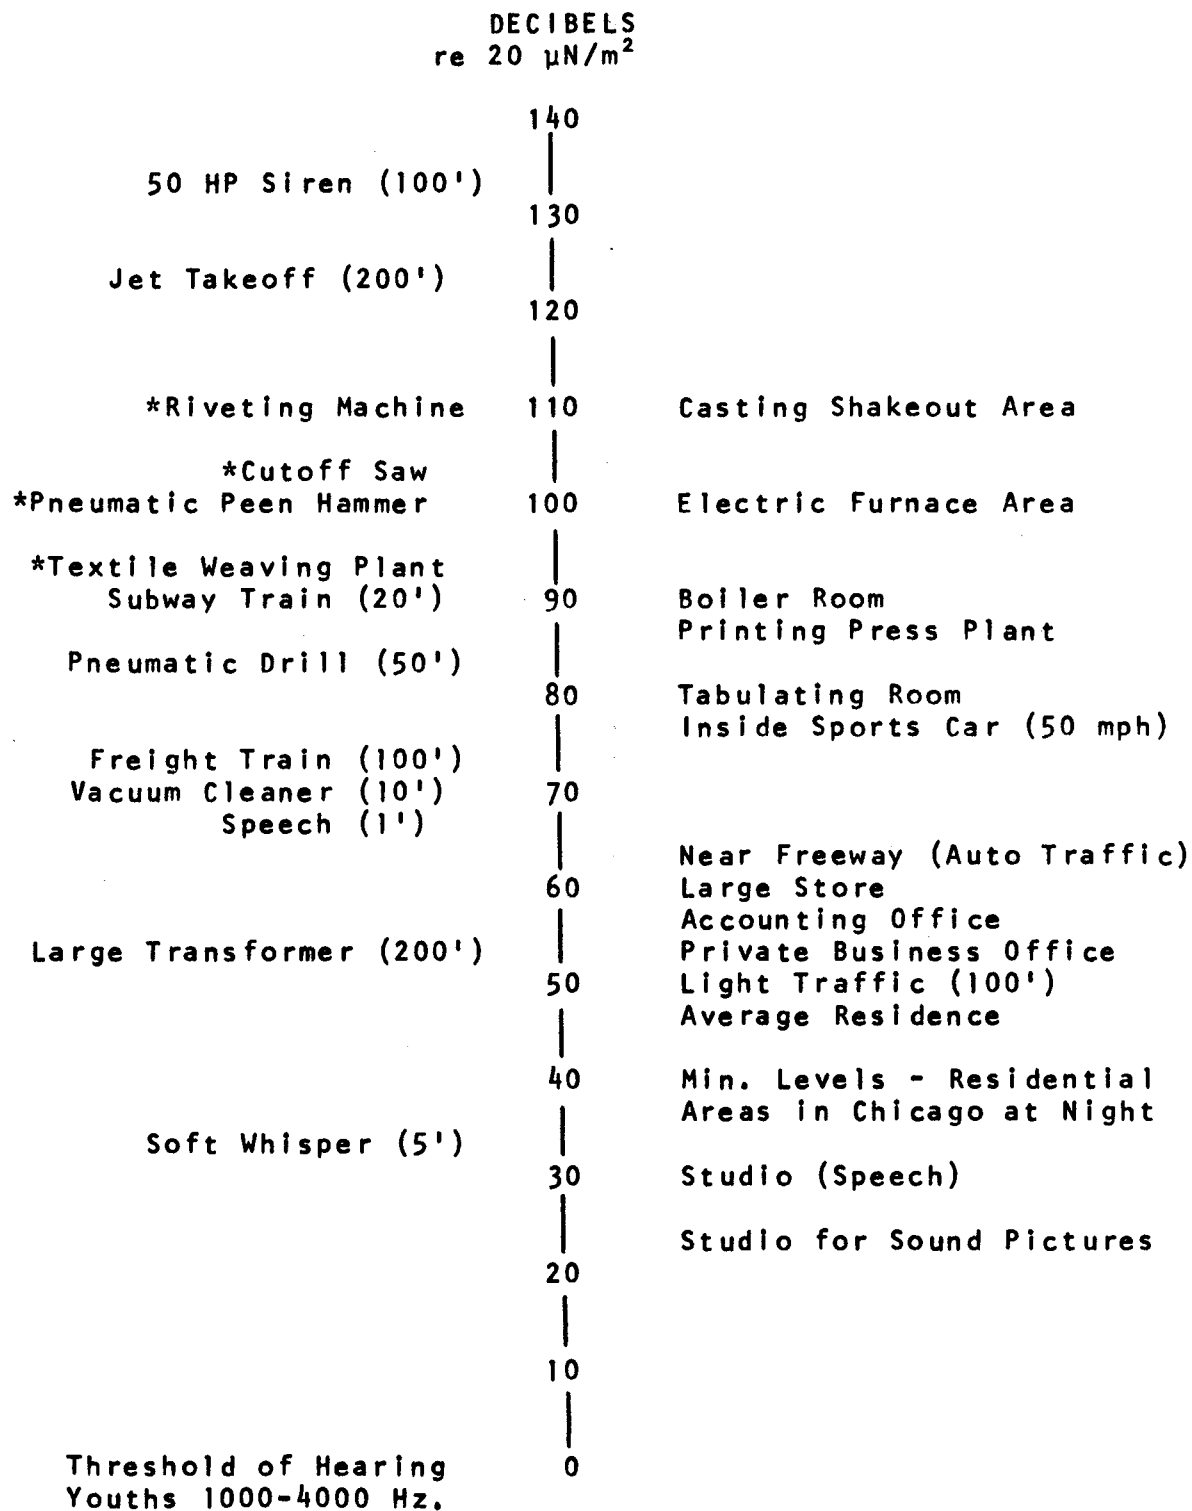 DECIBELS
re 20 µN/m²
140
50 HP Siren (100')
130
Jet Takeoff (200')
120
*Riveting Machine 110 Casting Shakeout Area
*Cutoff Saw
*Pneumatic Peen Hammer 100 Electric Furnace Area
*Textile Weaving Plant
Subway Train (20') 90 Boiler Room
Printing Press Plant
Pneumatic Drill (50')
80 Tabulating Room
Inside Sports Car (50 mph)
Freight Train (100')
Vacuum Cleaner (10') 70
Speech (1')
Near Freeway (Auto Traffic)
60 Large Store
Accounting Office
Large Transformer (200') Private Business Office
50 Light Traffic (100')
Average Residence
40 Min. Levels - Residential
Areas in Chicago at Night
Soft Whisper (5')
30 Studio (Speech)
Studio for Sound Pictures
20
10
Threshold of Hearing 0
Youths 1000-4000 Hz.